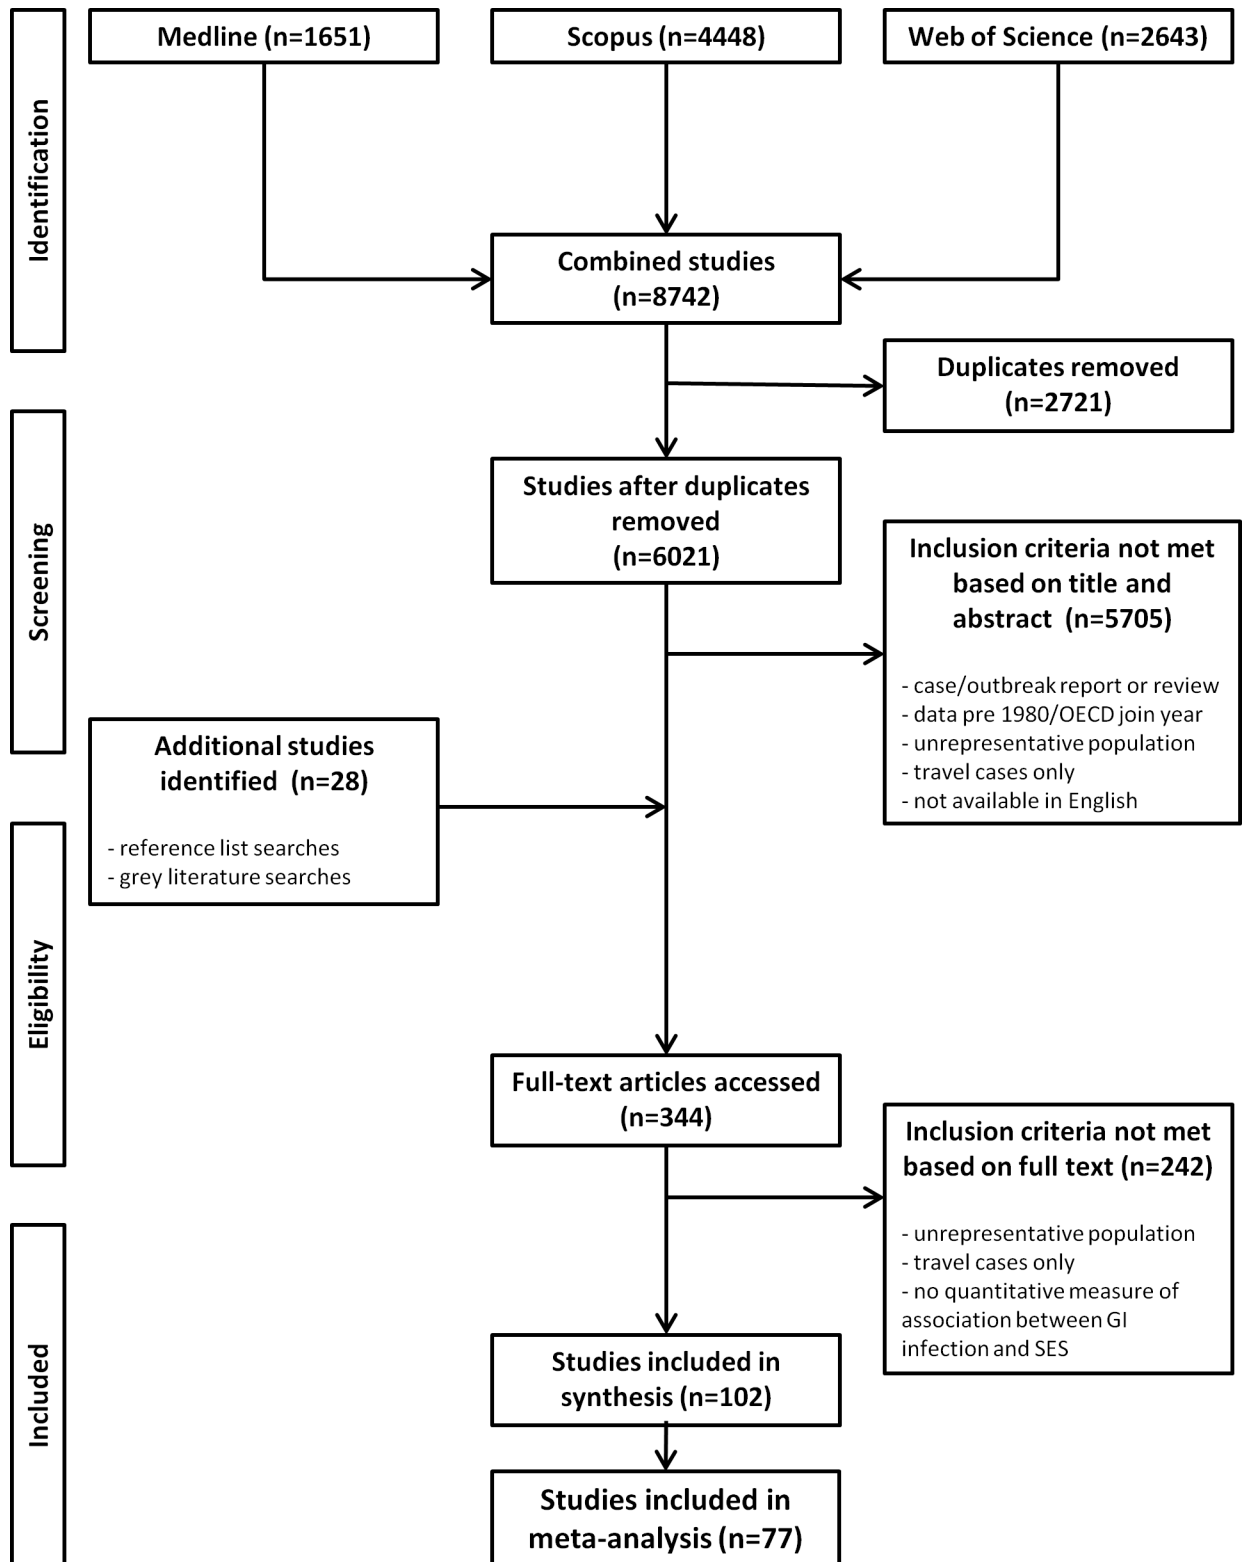 Identification
Medline (n=1651)
Scopus (n=4448)
Web of Science (n=2643)
Combined studies
(n=8742)
Duplicates removed
(n=2721)
Screening
Studies after duplicates
removed
(n=6021)
Inclusion criteria not met
based on title and
abstract (n=5705)
- case/outbreak report or review
- data pre 1980/OECD join year
- unrepresentative population
- travel cases only
- not available in English
Additional studies
identified (n=28)
- reference list searches
- grey literature searches
Eligibility
Full-text articles accessed
(n=344)
Inclusion criteria not met
based on full text (n=242)
- unrepresentative population
- travel cases only
- no quantitative measure of
association between GI
infection and SES
Included
Studies included in
synthesis (n=102)
Studies included in
meta-analysis (n=77)